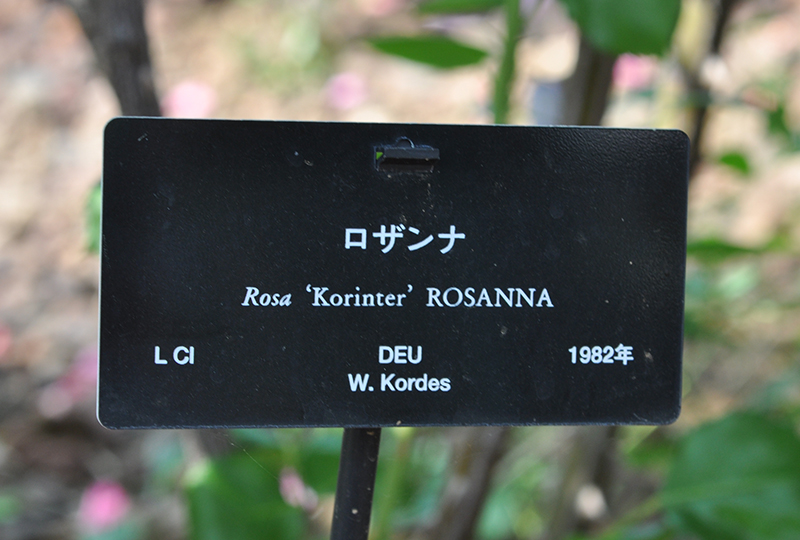 ロザンナ
Rosa ‘Korinter’ ROSANNA
L Cl DEU 1982年
W. Kordes